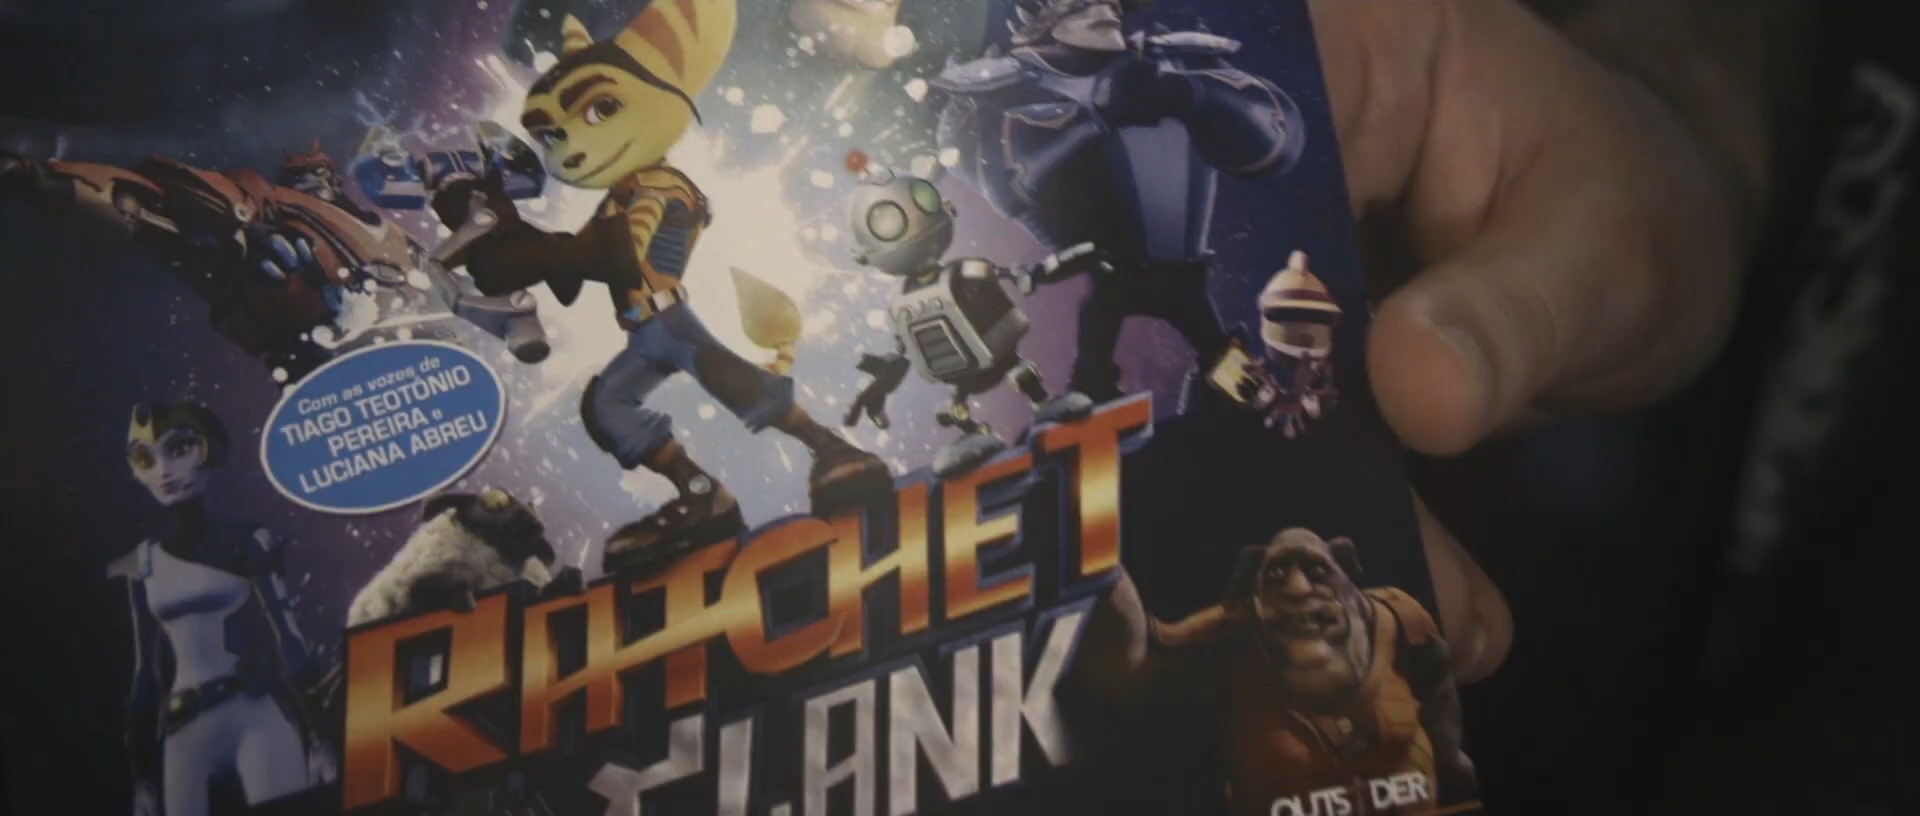 Com as vozes de
TIAGO TEOTÓNIO
PEREIRA e
LUCIANA ABREU
RATCHET
CLANK
OUTSIDER